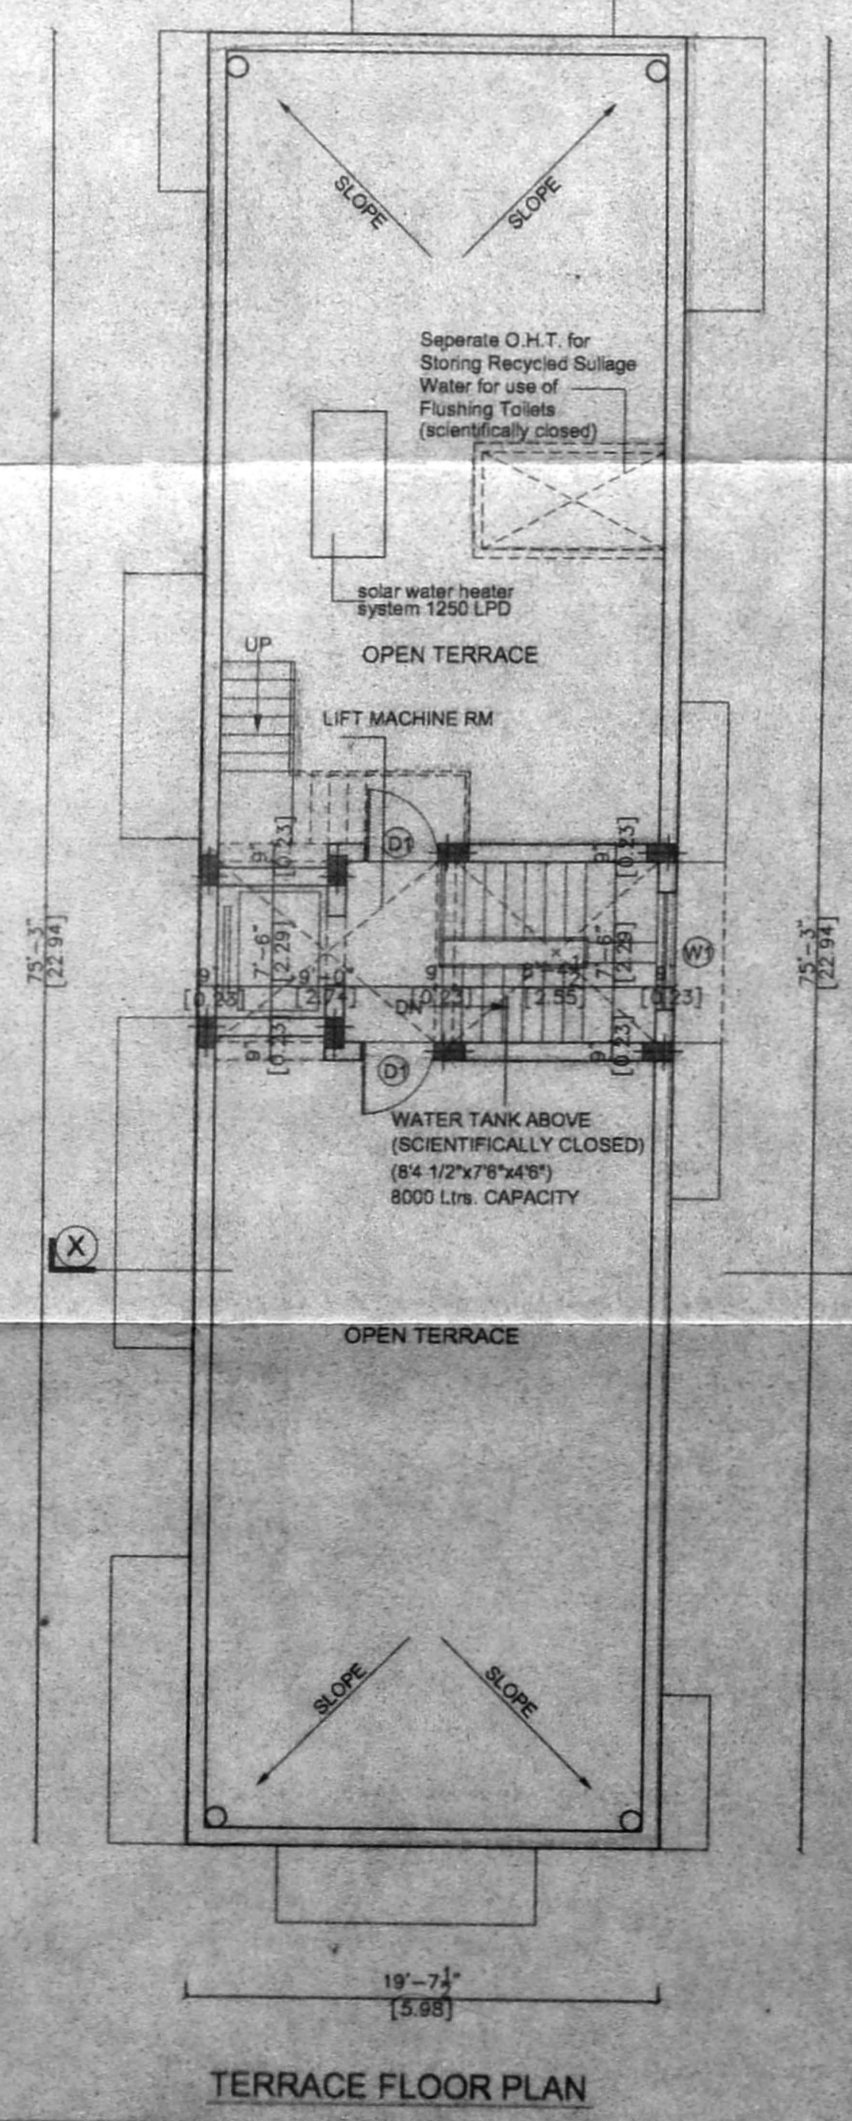 SLOPE
SLOPE
Seperate O.H.T. for
Storing Recycled Sullage
Water for use of
Flushing Toilets
(scientifically closed)
solar water heater
system 1250 LPD
OPEN TERRACE
UP
LIFT MACHINE RM
D1
9"
[0.23]
9"
[0.23]
75'-3"
[22.94]
7'-6"
[2.29]
7'-6"
[2.29]
W1
75'-3"
[22.94]
[0.23]
[2.74]
[0.23]
[2.55]
[0.23]
DN
9"
[0.23]
9"
[0.23]
D1
WATER TANK ABOVE
(SCIENTIFICALLY CLOSED)
(8'4 1/2"x7'6"x4'6")
8000 Ltrs. CAPACITY
X
OPEN TERRACE
SLOPE
SLOPE
19'-7½"
[5.98]
TERRACE FLOOR PLAN